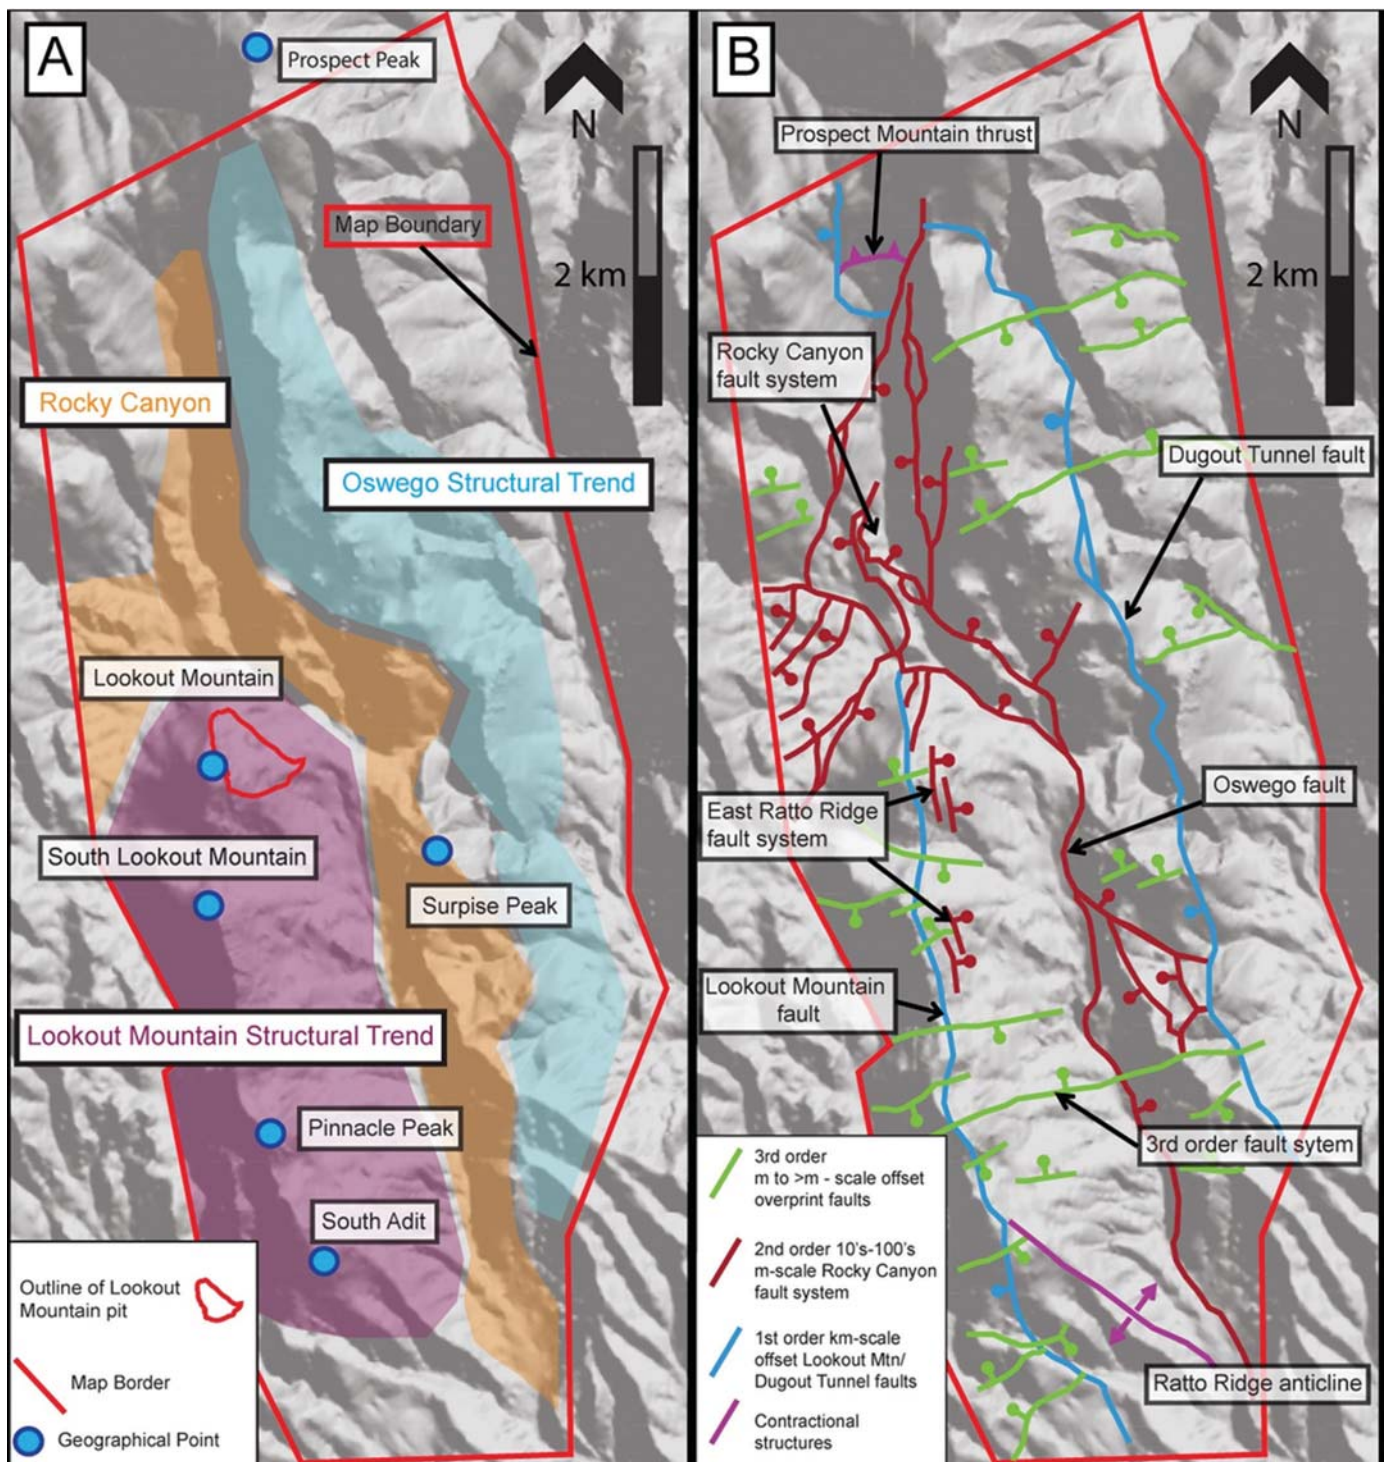 A
Prospect Peak
N
Map Boundary
2 km
Rocky Canyon
Oswego Structural Trend
Lookout Mountain
South Lookout Mountain
Surpise Peak
Lookout Mountain Structural Trend
Pinnacle Peak
South Adit
Outline of Lookout
Mountain pit
Map Border
Geographical Point
B
N
Prospect Mountain thrust
2 km
Rocky Canyon
fault system
Dugout Tunnel fault
Oswego fault
East Ratto Ridge
fault system
Lookout Mountain
fault
3rd order fault sytem
3rd order
m to >m - scale offset
overprint faults
2nd order 10's-100's
m-scale Rocky Canyon
fault system
1st order km-scale
offset Lookout Mtn/
Dugout Tunnel faults
Contractional
structures
Ratto Ridge anticline